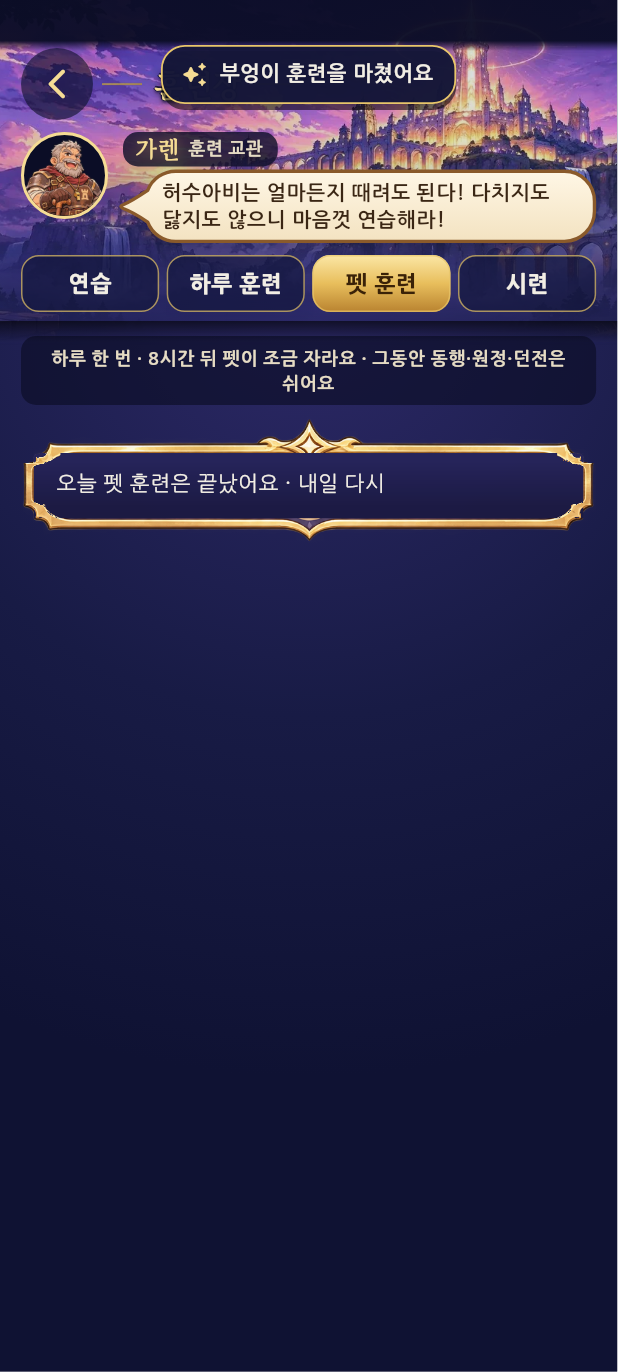 부엉이 훈련을 마쳤어요
가렌 훈련 교관
허수아비는 얼마든지 때려도 된다! 다치지도
닳지도 않으니 마음껏 연습해라!
연습
하루 훈련
펫 훈련
시련
하루 한 번 · 8시간 뒤 펫이 조금 자라요 · 그동안 동행·원정·던전은
쉬어요
오늘 펫 훈련은 끝났어요 · 내일 다시